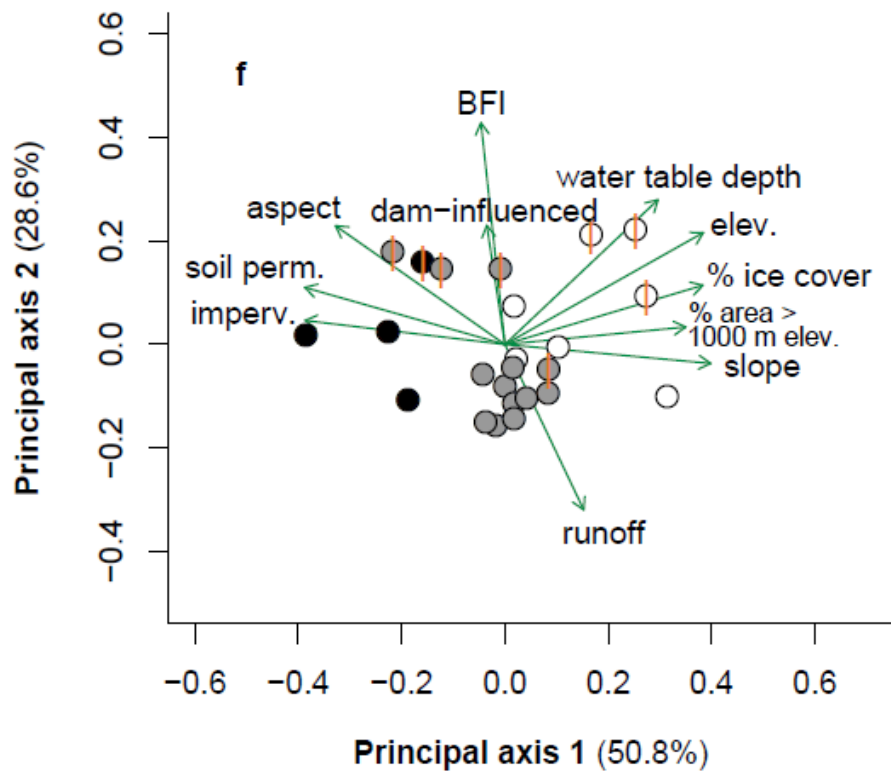 f
BFI
water table depth
aspect
dam−influenced
elev.
soil perm.
% ice cover
imperv.
% area >
1000 m elev.
slope
runoff
Principal axis 2 (28.6%)
0.6
0.4
0.2
0.0
−0.2
−0.4
−0.6 −0.4 −0.2 0.0 0.2 0.4 0.6
Principal axis 1 (50.8%)